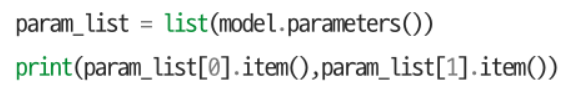 param_list = list(model.parameters())
print(param_list[0].item(),param_list[1].item())